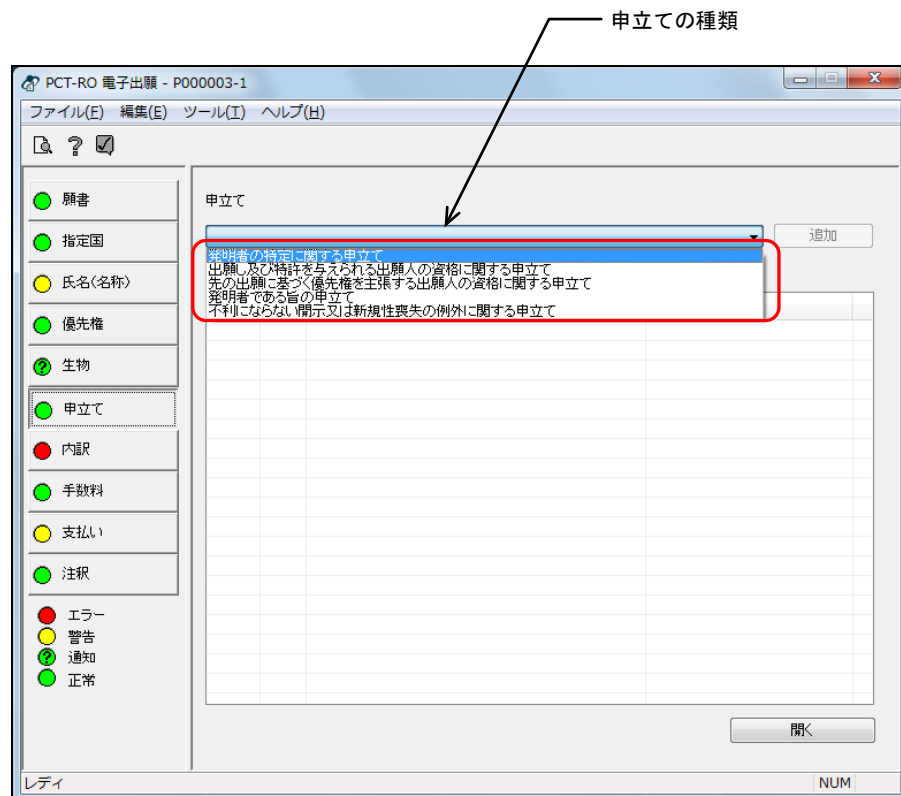 申立ての種類
PCT-RO 電子出願 - P000003-1
ファイル(F) 編集(E) ツール(T) ヘルプ(H)
願書
指定国
氏名(名称)
優先権
生物
申立て
内訳
手数料
支払い
注釈
エラー
警告
通知
正常
申立て
追加
発明者の特定に関する申立て
出願し及び特許を与えられる出願人の資格に関する申立て
先の出願に基づく優先権を主張する出願人の資格に関する申立て
発明者である旨の申立て
不利にならない開示又は新規性喪失の例外に関する申立て
開く
レディ
NUM